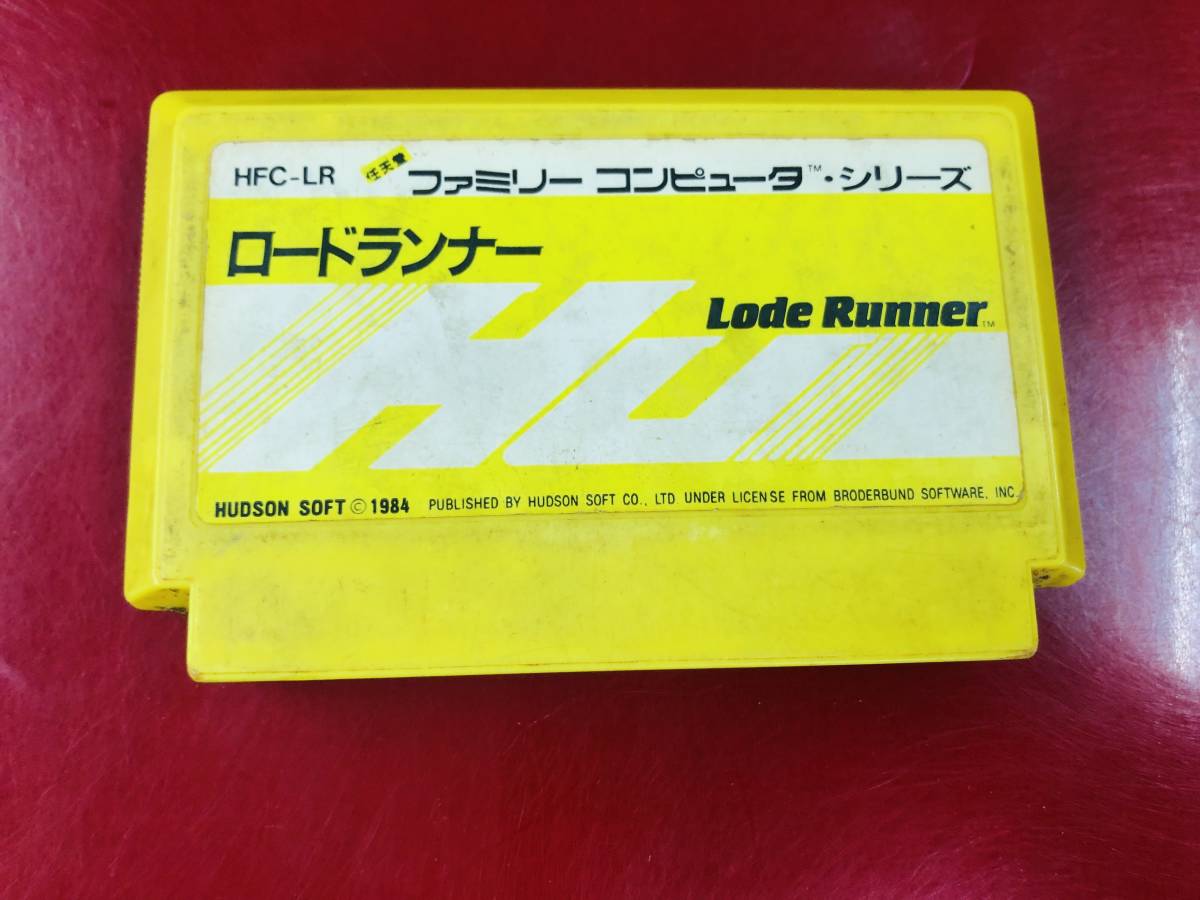 HFC-LR 任天堂 ファミリー コンピュータ™・シリーズ
ロードランナー
Lode Runner™
HU
HUDSON SOFT © 1984 PUBLISHED BY HUDSON SOFT CO., LTD. UNDER LICENSE FROM BRODERBUND SOFTWARE, INC.